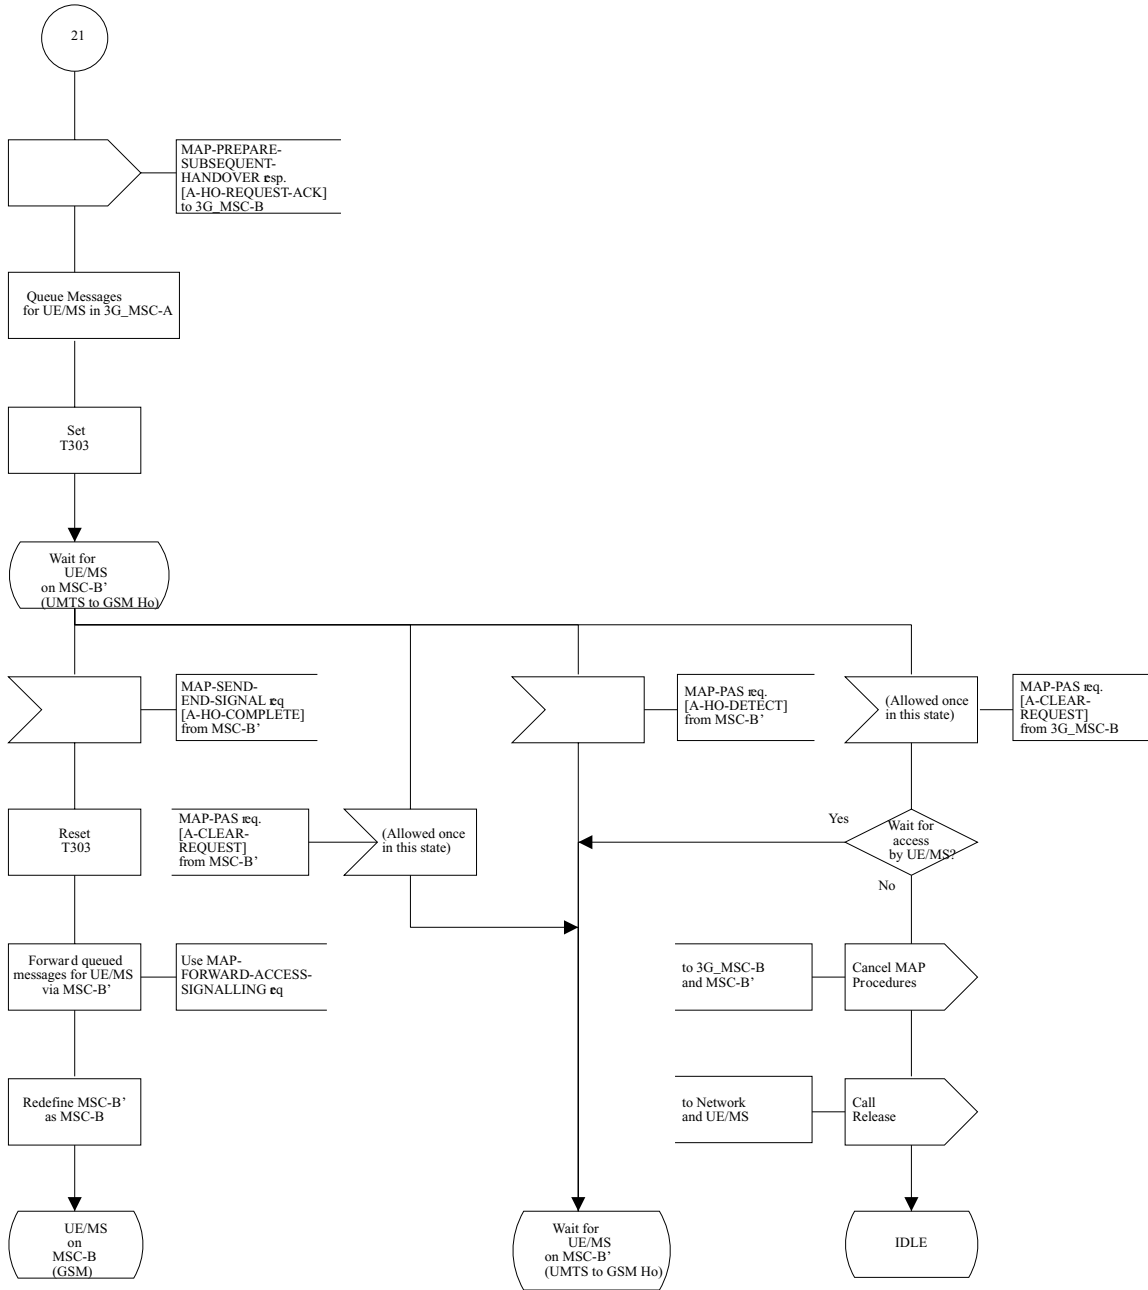 21
MAP-PREPARE-
SUBSEQUENT-
HANDOVER resp.
[A-HO-REQUEST-ACK]
to 3G_MSC-B
Queue Messages
for UE/MS in 3G_MSC-A
Set
T303
Wait for
UE/MS
on MSC-B’
(UMTS to GSM Ho)
MAP-SEND-
END-SIGNAL req
[A-HO-COMPLETE]
from MSC-B’
MAP-PAS req.
[A-HO-DETECT]
from MSC-B’
(Allowed once
in this state)
MAP-PAS req.
[A-CLEAR-
REQUEST]
from 3G_MSC-B
Reset
T303
MAP-PAS req.
[A-CLEAR-
REQUEST]
from MSC-B’
(Allowed once
in this state)
Yes
Wait for
access
by UE/MS?
No
Forward queued
messages for UE/MS
via MSC-B’
Use MAP-
FORWARD-ACCESS-
SIGNALLING req
to 3G_MSC-B
and MSC-B’
Cancel MAP
Procedures
Redefine MSC-B’
as MSC-B
to Network
and UE/MS
Call
Release
UE/MS
on
MSC-B
(GSM)
Wait for
UE/MS
on MSC-B’
(UMTS to GSM Ho)
IDLE